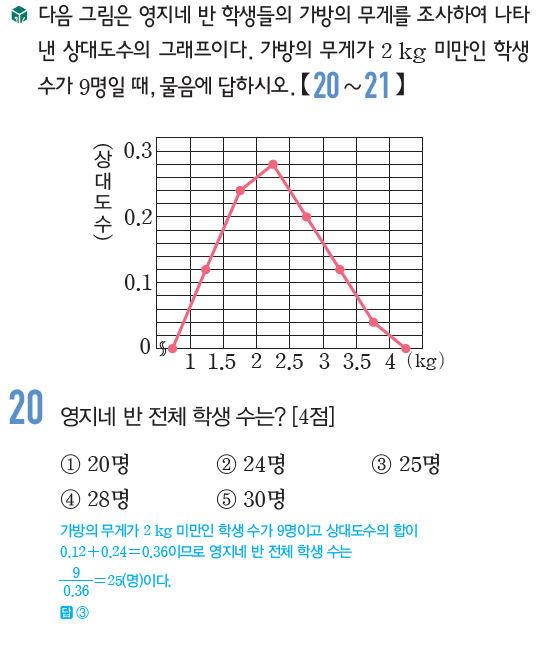 다음 그림은 영지네 반 학생들의 가방의 무게를 조사하여 나타
낸 상대도수의 그래프이다. 가방의 무게가 2 kg 미만인 학생
수가 9명일 때, 물음에 답하시오.【20~21】
(상대도수)
0.3
0.2
0.1
0
1 1.5 2 2.5 3 3.5 4 (kg)
20 영지네 반 전체 학생 수는? [4점]
① 20명 ② 24명 ③ 25명
④ 28명 ⑤ 30명
가방의 무게가 2 kg 미만인 학생 수가 9명이고 상대도수의 합이
0.12+0.24=0.36이므로 영지네 반 전체 학생 수는
9/0.36=25(명)이다.
답 ③